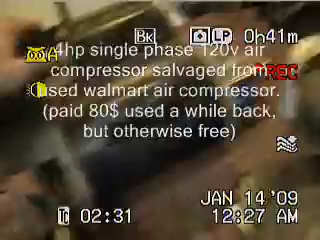 A BK LP 0h41m
4hp single phase 120v air
compressor salvaged from
used walmart air compressor.
(paid 80$ used a while back,
but otherwise free)
REC
JAN 14 '09
TC 02:31 12:27 AM